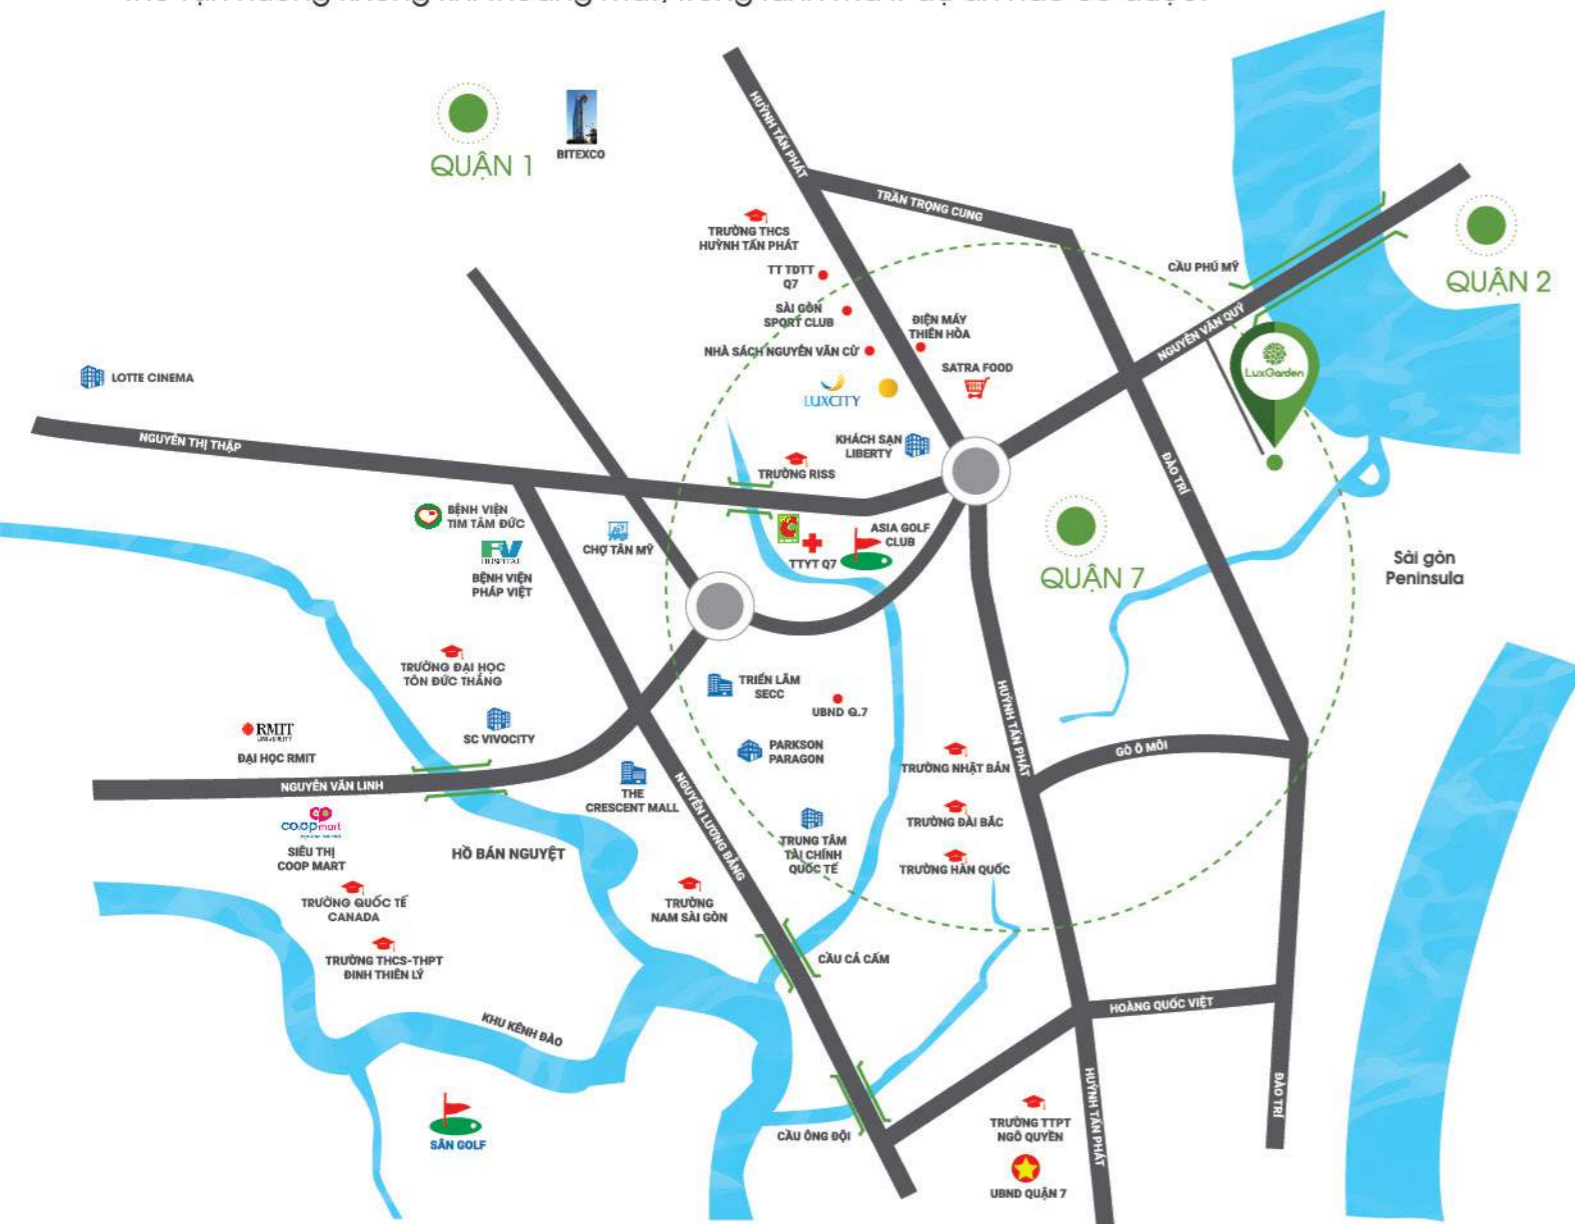 HUỲNH TẤN PHÁT
QUẬN 1
BITEXCO
TRẦN TRỌNG CUNG
TRƯỜNG THCS
HUỲNH TẤN PHÁT
TT TDTT
Q7
CẦU PHÚ MỸ
QUẬN 2
SÀI GÒN
SPORT CLUB
ĐIỆN MÁY
THIÊN HÒA
NGUYỄN VĂN QUỲ
NHÀ SÁCH NGUYỄN VĂN CỪ
SATRA FOOD
LuxGarden
LOTTE CINEMA
LUXCITY
NGUYỄN THỊ THẬP
KHÁCH SẠN
LIBERTY
TRƯỜNG RISS
ĐÀO TRÍ
BỆNH VIỆN
TIM TÂM ĐỨC
FV
HOSPITAL
BỆNH VIỆN
PHÁP VIỆT
CHỢ TÂN MỸ
C
TTYT Q7
ASIA GOLF
CLUB
QUẬN 7
Sài gòn
Peninsula
TRƯỜNG ĐẠI HỌC
TÔN ĐỨC THẮNG
TRIỂN LÃM
SECC
UBND Q.7
HUỲNH TẤN PHÁT
RMIT
UNIVERSITY
ĐẠI HỌC RMIT
SC VIVOCITY
PARKSON
PARAGON
TRƯỜNG NHẬT BẢN
GÒ Ô MÔI
NGUYỄN VĂN LINH
THE
CRESCENT MALL
NGUYỄN LƯƠNG BẰNG
co.opmart
SIÊU THỊ
COOP MART
HỒ BÁN NGUYỆT
TRUNG TÂM
TÀI CHÍNH
QUỐC TẾ
TRƯỜNG ĐÀI BẮC
TRƯỜNG HÀN QUỐC
TRƯỜNG QUỐC TẾ
CANADA
TRƯỜNG
NAM SÀI GÒN
TRƯỜNG THCS-THPT
ĐINH THIÊN LÝ
CẦU CẢ CẤM
KHU KÊNH ĐÀO
HOÀNG QUỐC VIỆT
SÂN GOLF
CẦU ÔNG ĐỘI
TRƯỜNG TTPT
NGÔ QUYỀN
HUỲNH TẤN PHÁT
ĐÀO TRÍ
UBND QUẬN 7